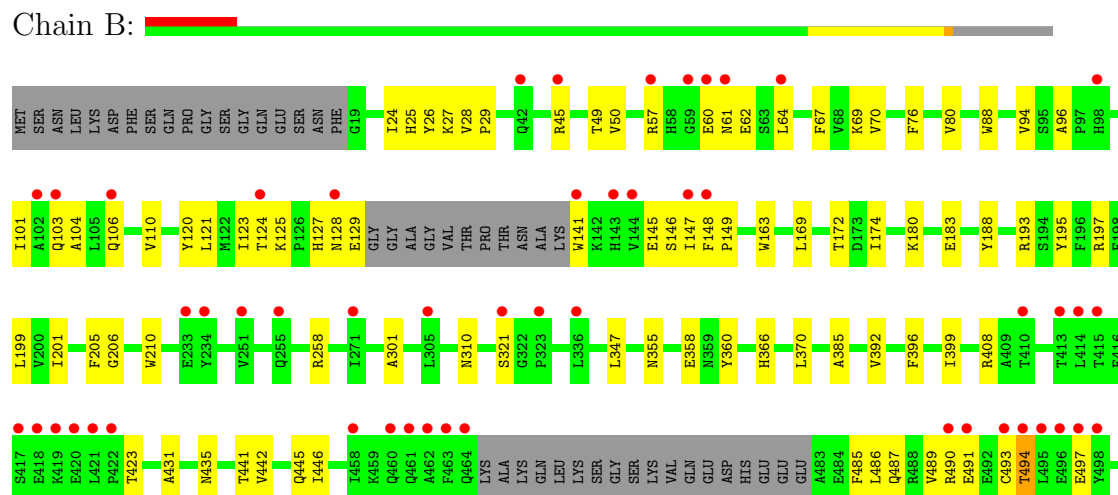 Chain B:
MET SER ASN LEU LYS ASP PHE SER GLN PRO GLY SER GLY GLN GLU SER ASN PHE G19 I24 H25 Y26 K27 V28 P29 Q42 R45 T49 V50 R57 H58 G59 E60 N61 E62 S63 L64 F67 V68 K69 V70 F76 V80 W88 V94 S95 A96 P97 H98
I101 A102 Q103 A104 L105 Q106 V110 Y120 L121 M122 I123 T124 K125 P126 H127 N128 E129 GLY GLY ALA GLY VAL THR PRO THR ASN ALA LYS W141 K142 H143 V144 E145 S146 I147 F148 P149 W163 L169 T172 D173 I174 K180 E183 Y188 R193 S194 Y195 F196 R197 E198
L199 V200 I201 F205 G206 W210 E233 Y234 V251 Q255 R258 I271 A301 L305 N310 S321 G322 P323 L336 L347 N355 E358 N359 Y360 H366 L370 A385 V392 F396 I399 R408 A409 T410 T413 L414 T415 E416
S417 E418 K419 E420 L421 P422 T423 A431 N435 T441 V442 Q445 I446 I458 K459 Q460 Q461 A462 F463 Q464 LYS ALA LYS GLN LEU LYS SER GLY SER LYS VAL GLN GLU ASP HIS GLU GLU GLU A483 E484 F485 L486 Q487 R488 V489 R490 E491 E492 C493 T494 L495 E496 E497 Y498